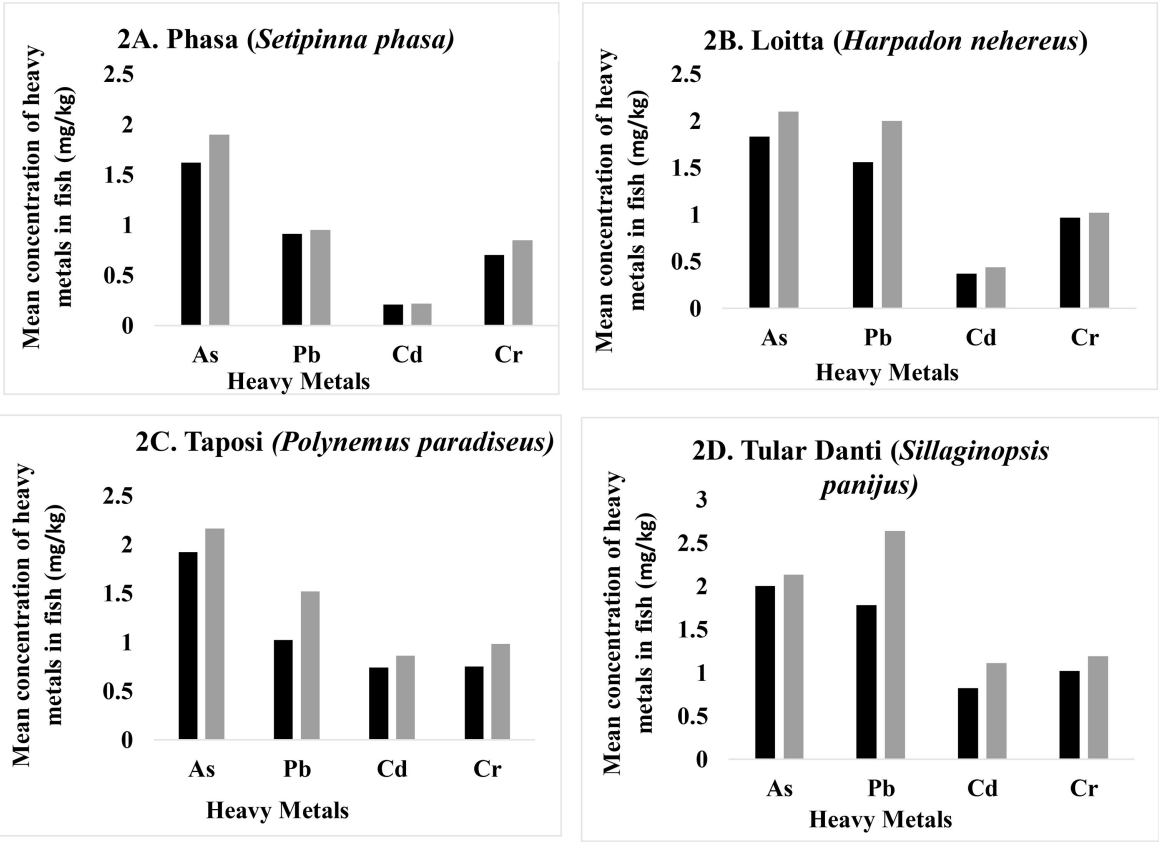 2A. Phasa (Setipinna phasa)
Mean concentration of heavy
metals in fish (mg/kg)
2.5
2
1.5
1
0.5
0
As Pb Cd Cr
Heavy Metals
2B. Loitta (Harpadon nehereus)
Mean concentration of heavy
metals in fish (mg/kg)
2.5
2
1.5
1
0.5
0
As Pb Cd Cr
Heavy Metals
2C. Taposi (Polynemus paradiseus)
Mean concentration of heavy
metals in fish (mg/kg)
2.5
2
1.5
1
0.5
0
As Pb Cd Cr
Heavy Metals
2D. Tular Danti (Sillaginopsis
panijus)
Mean concentration of heavy
metals in fish (mg/kg)
3
2.5
2
1.5
1
0.5
0
As Pb Cd Cr
Heavy Metals